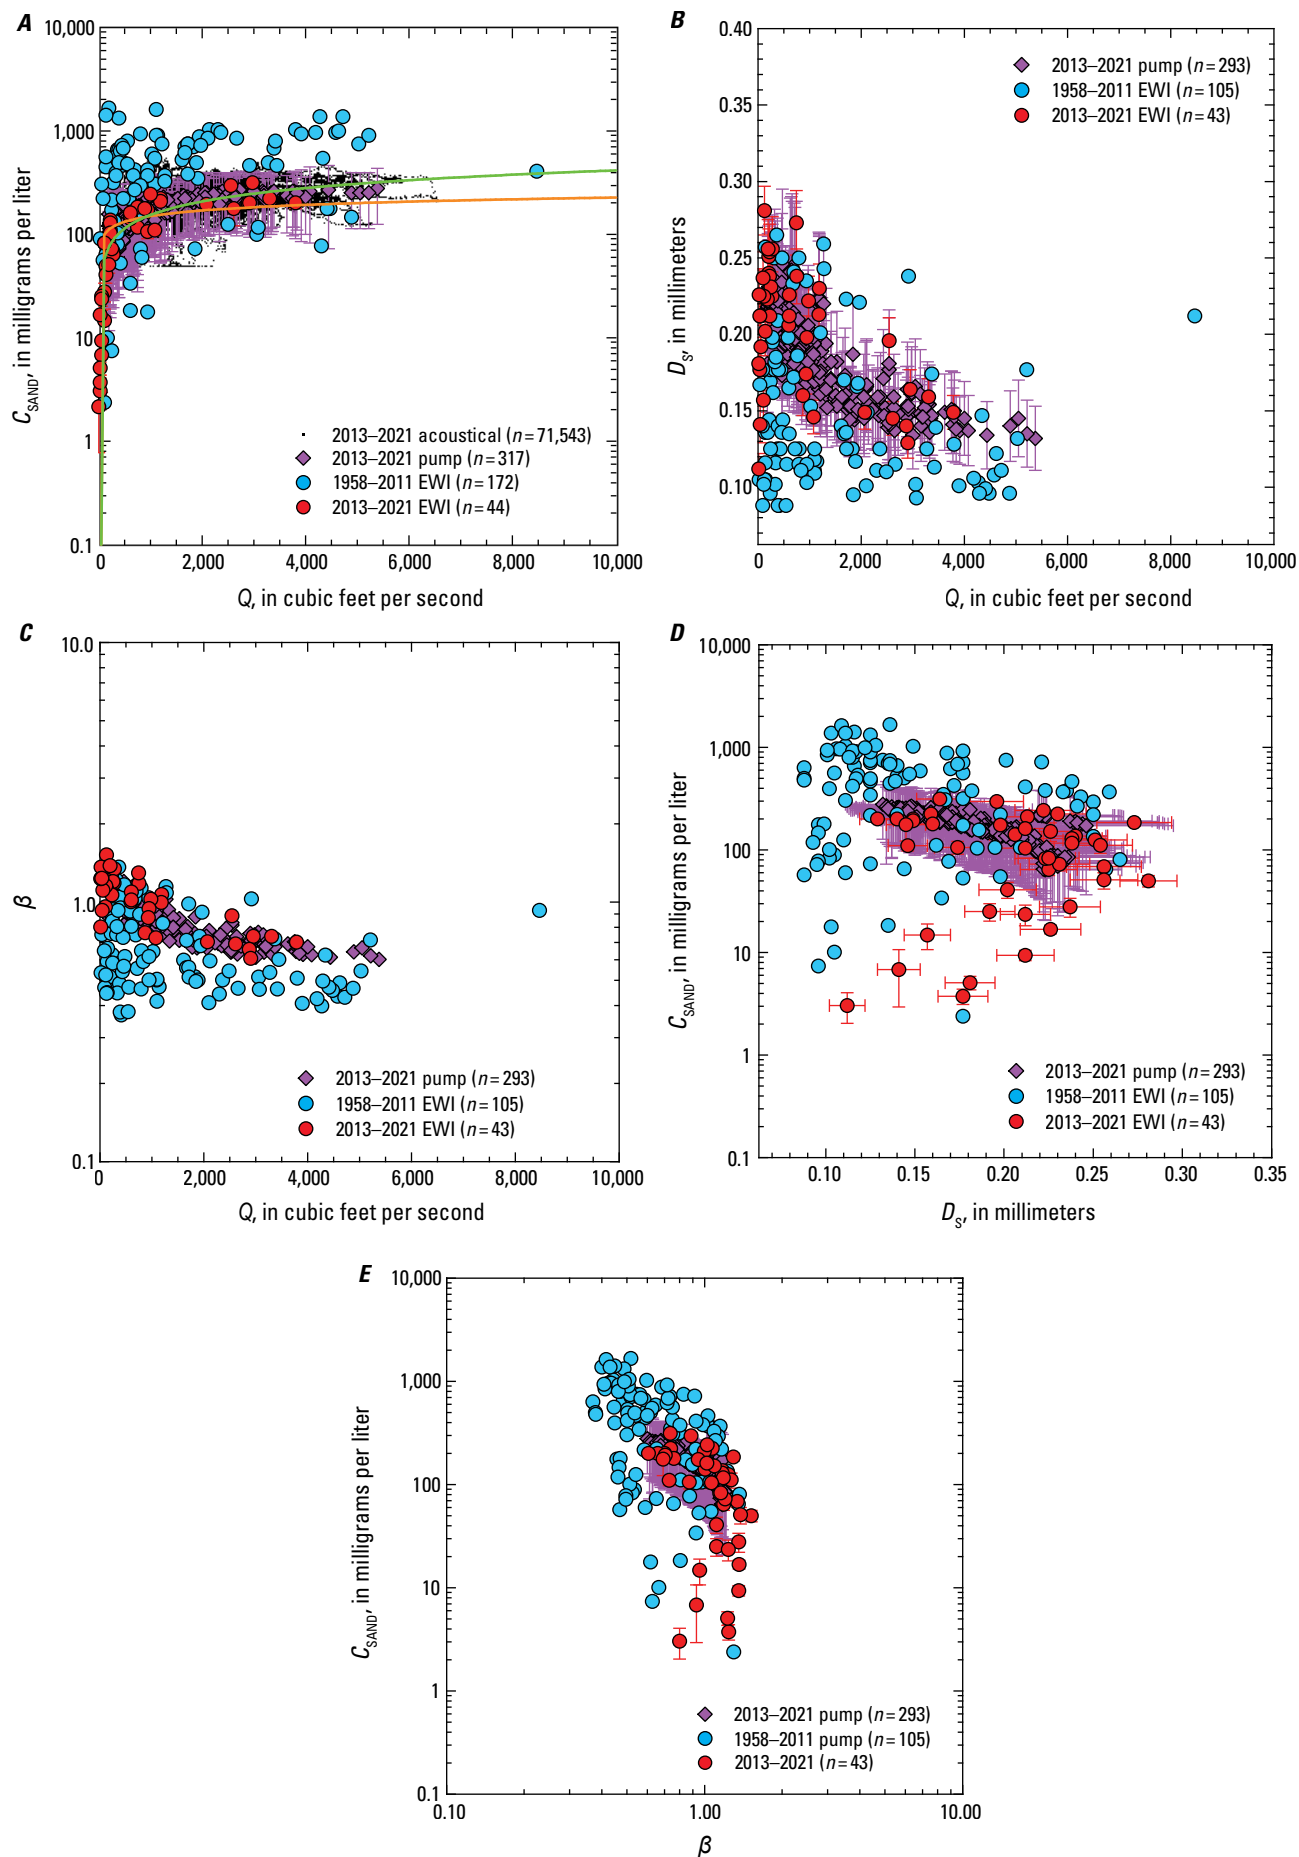 A
10,000
1,000
100
10
1
0.1
C_SAND, in milligrams per liter
2013–2021 acoustical (n=71,543)
2013–2021 pump (n=317)
1958–2011 EWI (n=172)
2013–2021 EWI (n=44)
0 2,000 4,000 6,000 8,000 10,000
Q, in cubic feet per second
B
0.40
0.35
0.30
0.25
0.20
0.15
0.10
D_S, in millimeters
2013–2021 pump (n=293)
1958–2011 EWI (n=105)
2013–2021 EWI (n=43)
0 2,000 4,000 6,000 8,000 10,000
Q, in cubic feet per second
C
10.0
1.0
0.1
β
2013–2021 pump (n=293)
1958–2011 EWI (n=105)
2013–2021 EWI (n=43)
0 2,000 4,000 6,000 8,000 10,000
Q, in cubic feet per second
D
10,000
1,000
100
10
1
0.1
C_SAND, in milligrams per liter
2013–2021 pump (n=293)
1958–2011 EWI (n=105)
2013–2021 EWI (n=43)
0.10 0.15 0.20 0.25 0.30 0.35
D_S, in millimeters
E
10,000
1,000
100
10
1
0.1
C_SAND, in milligrams per liter
2013–2021 pump (n=293)
1958–2011 pump (n=105)
2013–2021 (n=43)
0.10 1.00 10.00
β